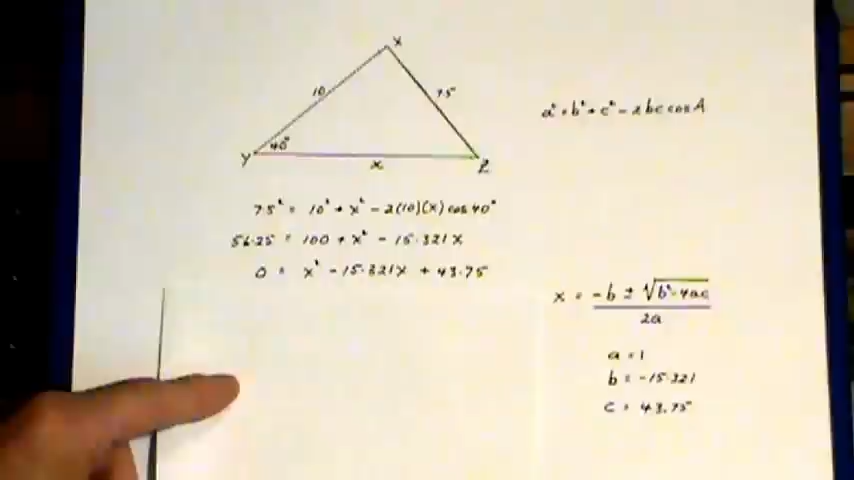 X
10
7.5
a² = b² + c² - 2bc cos A
Y
40°
x
Z
7.5² = 10² + x² - 2(10)(x) cos 40°
56.25 = 100 + x² - 15.321x
0 = x² - 15.321x + 43.75
x = -b ± √b² - 4ac
2a
a = 1
b = -15.321
c = 43.75